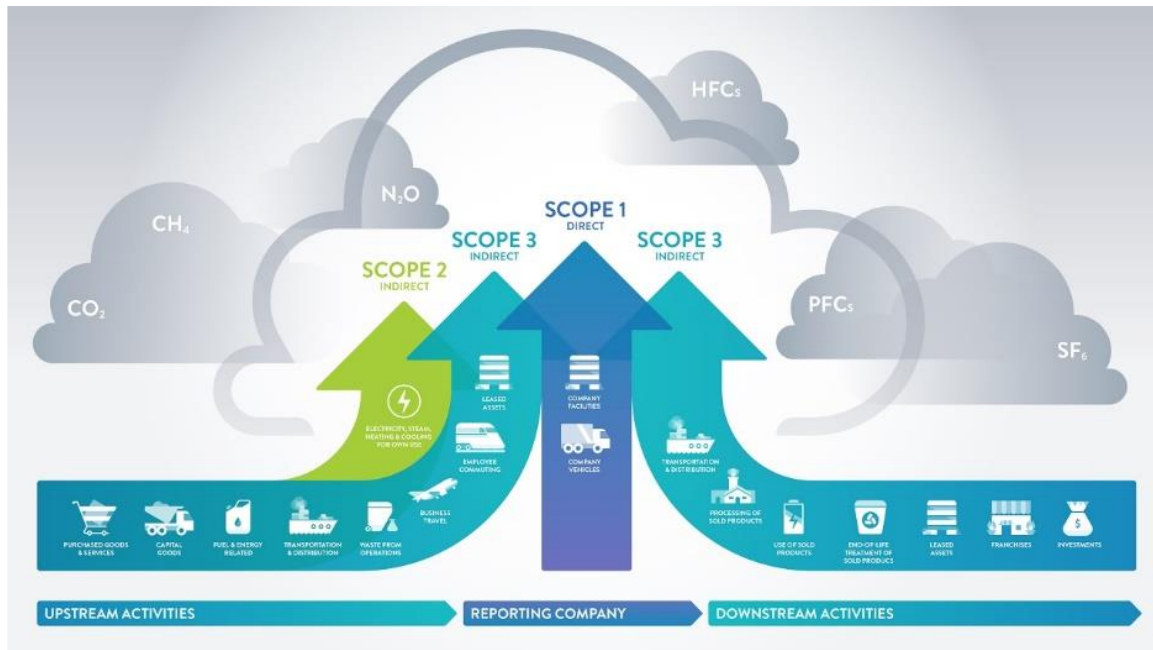 HFCs
N₂O
CH₄
CO₂
PFCs
SF₆
SCOPE 1
DIRECT
SCOPE 3
INDIRECT
SCOPE 3
INDIRECT
SCOPE 2
INDIRECT
ELECTRICITY, STEAM,
HEATING & COOLING
FOR OWN USE
LEASED
ASSETS
EMPLOYEE
COMMUTING
BUSINESS
TRAVEL
PURCHASED GOODS
& SERVICES
CAPITAL
GOODS
FUEL & ENERGY
RELATED
TRANSPORTATION
& DISTRIBUTION
WASTE FROM
OPERATIONS
COMPANY
FACILITIES
COMPANY
VEHICLES
TRANSPORTATION
& DISTRIBUTION
PROCESSING OF
SOLD PRODUCTS
USE OF SOLD
PRODUCTS
END-OF-LIFE
TREATMENT OF
SOLD PRODUCS
LEASED
ASSETS
FRANCHISES
$
INVESTMENTS
UPSTREAM ACTIVITIES
REPORTING COMPANY
DOWNSTREAM ACTIVITIES